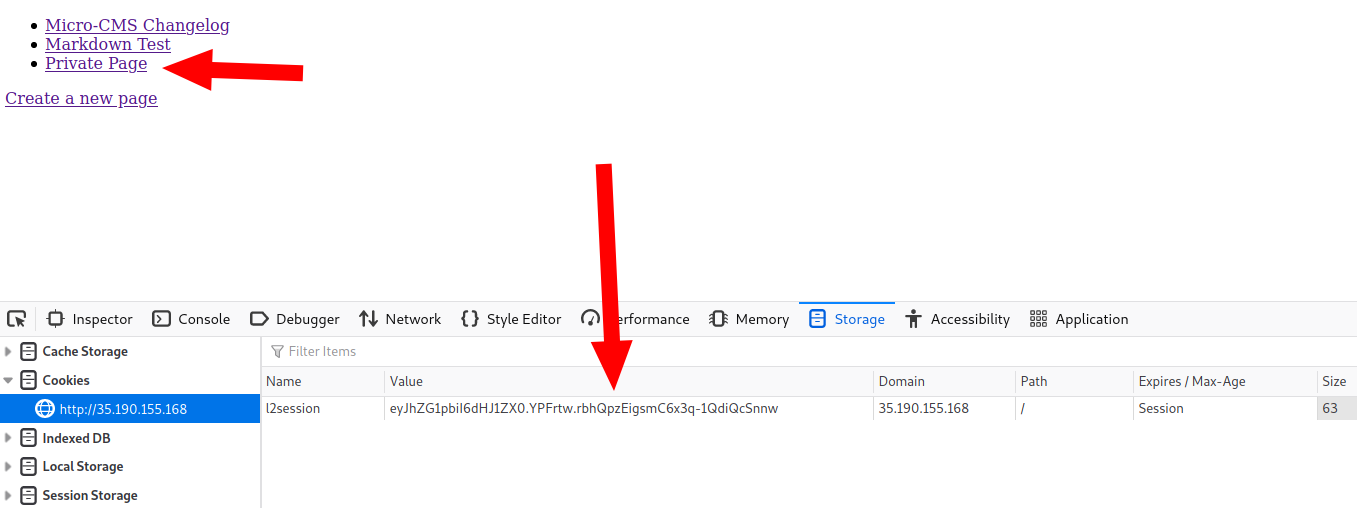 Micro-CMS Changelog
Markdown Test
Private Page
Create a new page
Inspector Console Debugger Network Style Editor Performance Memory Storage Accessibility Application
Cache Storage
Filter Items
Cookies
Name Value Domain Path Expires / Max-Age Size
http://35.190.155.168
l2session eyJhZG1pbiI6dHJ1ZX0.YPFrtw.rbhQpzEigsmC6x3q-1QdiQcSnnw 35.190.155.168 / Session 63
Indexed DB
Local Storage
Session Storage